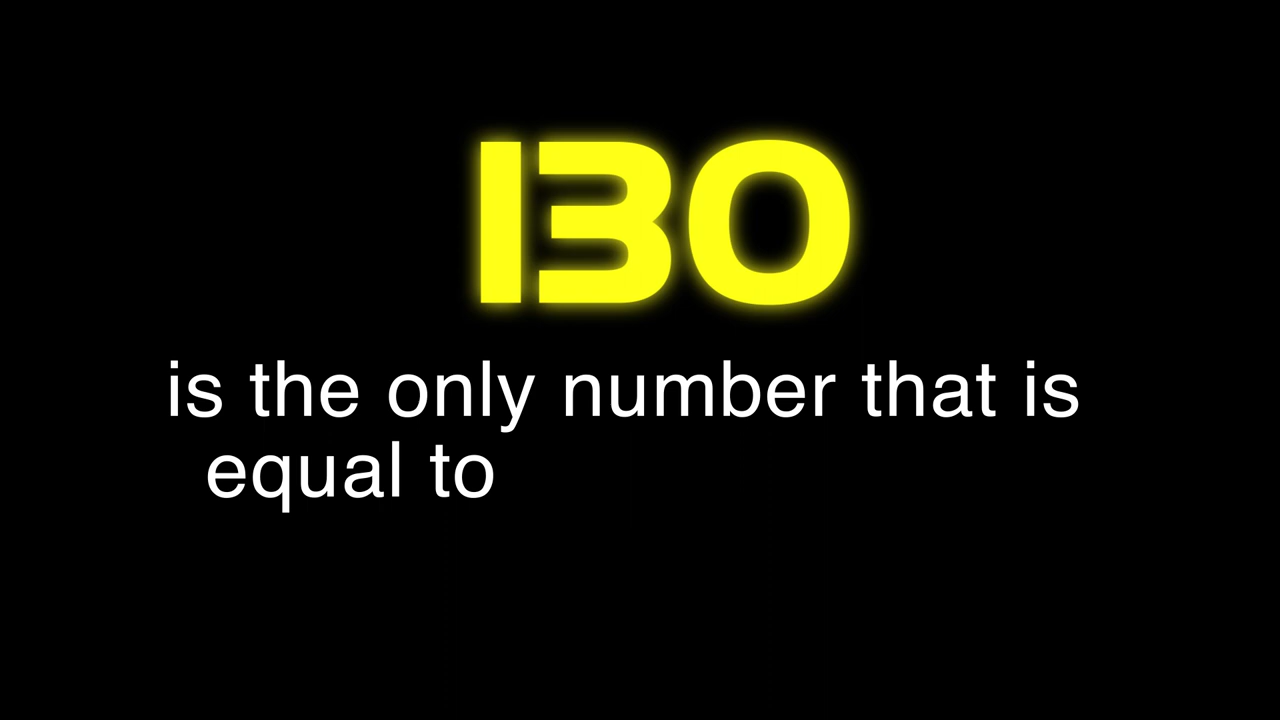 130
is the only number that is
equal to